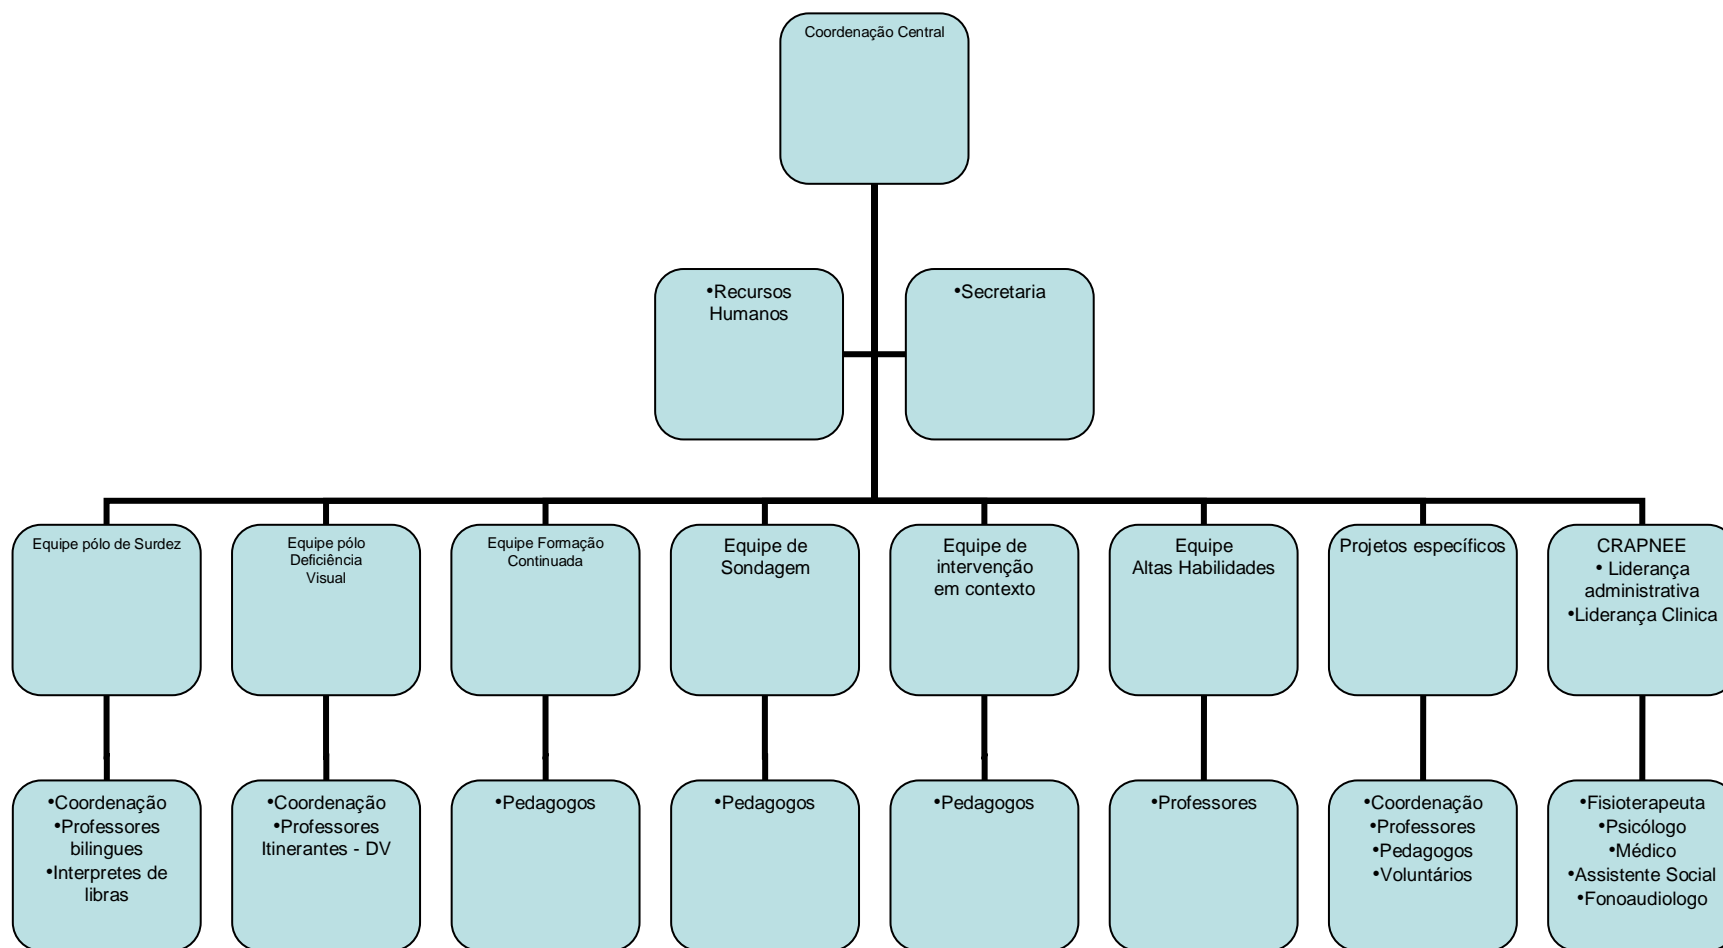 Coordenação Central
•Recursos
Humanos
•Secretaria
Equipe pólo de Surdez
Equipe pólo
Deficiência
Visual
Equipe Formação
Continuada
Equipe de
Sondagem
Equipe de
intervenção
em contexto
Equipe
Altas Habilidades
Projetos específicos
CRAPNEE
• Liderança
administrativa
•Liderança Clinica
•Coordenação
•Professores
bilingues
•Interpretes de
libras
•Coordenação
•Professores
Itinerantes - DV
•Pedagogos
•Pedagogos
•Pedagogos
•Professores
•Coordenação
•Professores
•Pedagogos
•Voluntários
•Fisioterapeuta
•Psicólogo
•Médico
•Assistente Social
•Fonoaudiologo